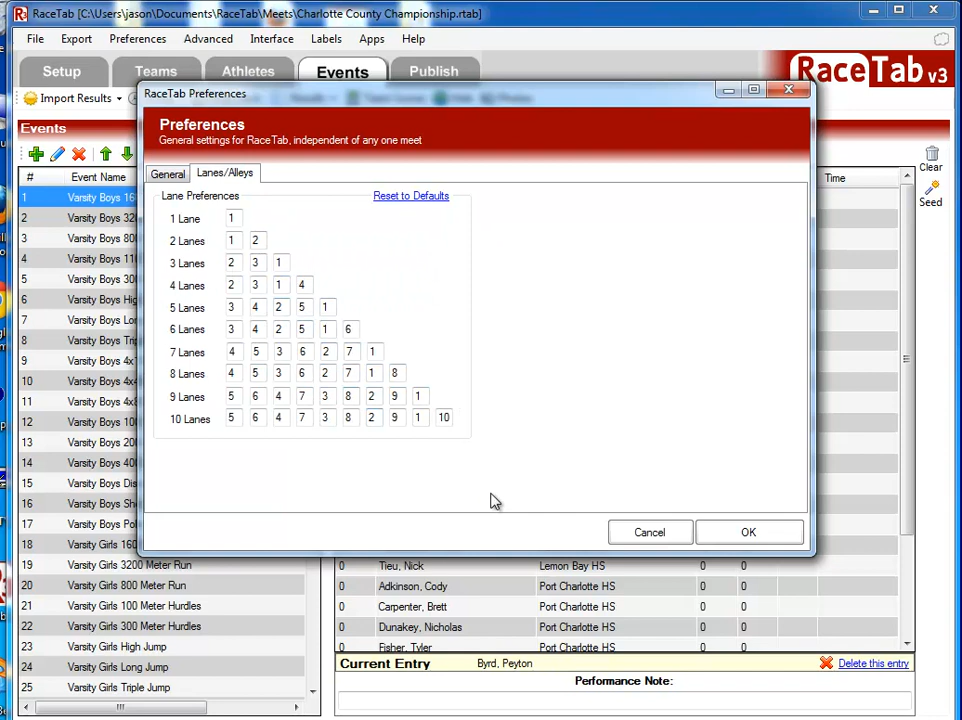 RaceTab [C:\Users\jason\Documents\RaceTab\Meets\Charlotte County Championship.rtab]
File Export Preferences Advanced Interface Labels Apps Help
Setup Teams Athletes Events Publish
RaceTab v3
Import Results
RaceTab Preferences
Preferences
General settings for RaceTab, independent of any one meet
General Lanes/Alleys
Lane Preferences Reset to Defaults
1 Lane 1
2 Lanes 1 2
3 Lanes 2 3 1
4 Lanes 2 3 1 4
5 Lanes 3 4 2 5 1
6 Lanes 3 4 2 5 1 6
7 Lanes 4 5 3 6 2 7 1
8 Lanes 4 5 3 6 2 7 1 8
9 Lanes 5 6 4 7 3 8 2 9 1
10 Lanes 5 6 4 7 3 8 2 9 1 10
Cancel OK
Events
# Event Name
1 Varsity Boys 16
2 Varsity Boys 32
3 Varsity Boys 80
4 Varsity Boys 11
5 Varsity Boys 30
6 Varsity Boys Hig
7 Varsity Boys Lon
8 Varsity Boys Trip
9 Varsity Boys 4x1
10 Varsity Boys 4x4
11 Varsity Boys 4x8
12 Varsity Boys 100
13 Varsity Boys 200
14 Varsity Boys 400
15 Varsity Boys Dis
16 Varsity Boys Sh
17 Varsity Boys Pol
18 Varsity Girls 160
19 Varsity Girls 3200 Meter Run
20 Varsity Girls 800 Meter Run
21 Varsity Girls 100 Meter Hurdles
22 Varsity Girls 300 Meter Hurdles
23 Varsity Girls High Jump
24 Varsity Girls Long Jump
25 Varsity Girls Triple Jump
Time
Clear
Seed
0 Tieu, Nick Lemon Bay HS 0 0
0 Adkinson, Cody Port Charlotte HS 0 0
0 Carpenter, Brett Port Charlotte HS 0 0
0 Dunakey, Nicholas Port Charlotte HS 0 0
0 Fisher, Tyler Port Charlotte HS 0 0
Current Entry Byrd, Peyton Delete this entry
Performance Note: